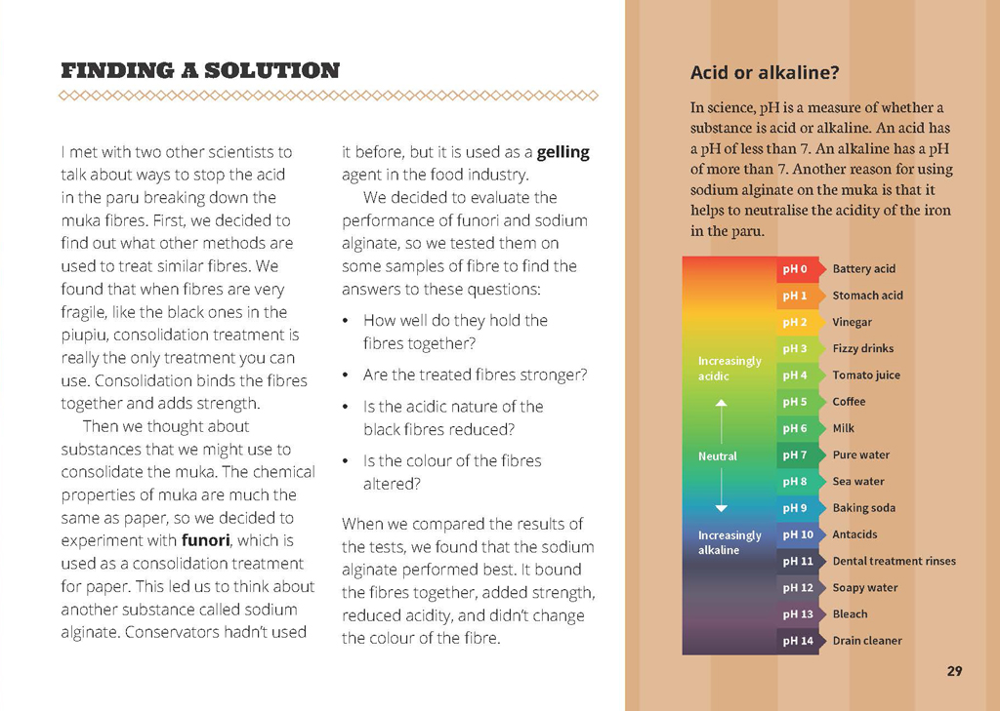 FINDING A SOLUTION
I met with two other scientists to
talk about ways to stop the acid
in the paru breaking down the
muka fibres. First, we decided to
find out what other methods are
used to treat similar fibres. We
found that when fibres are very
fragile, like the black ones in the
piupiu, consolidation treatment is
really the only treatment you can
use. Consolidation binds the fibres
together and adds strength.
Then we thought about
substances that we might use to
consolidate the muka. The chemical
properties of muka are much the
same as paper, so we decided to
experiment with funori, which is
used as a consolidation treatment
for paper. This led us to think about
another substance called sodium
alginate. Conservators hadn't used
it before, but it is used as a gelling
agent in the food industry.
We decided to evaluate the
performance of funori and sodium
alginate, so we tested them on
some samples of fibre to find the
answers to these questions:
• How well do they hold the
fibres together?
• Are the treated fibres stronger?
• Is the acidic nature of the
black fibres reduced?
• Is the colour of the fibres
altered?
When we compared the results of
the tests, we found that the sodium
alginate performed best. It bound
the fibres together, added strength,
reduced acidity, and didn't change
the colour of the fibre.
Acid or alkaline?
In science, pH is a measure of whether a
substance is acid or alkaline. An acid has
a pH of less than 7. An alkaline has a pH
of more than 7. Another reason for using
sodium alginate on the muka is that it
helps to neutralise the acidity of the iron
in the paru.
pH 0 Battery acid
pH 1 Stomach acid
pH 2 Vinegar
pH 3 Fizzy drinks
Increasingly
acidic
pH 4 Tomato juice
pH 5 Coffee
pH 6 Milk
Neutral pH 7 Pure water
pH 8 Sea water
pH 9 Baking soda
Increasingly
alkaline
pH 10 Antacids
pH 11 Dental treatment rinses
pH 12 Soapy water
pH 13 Bleach
pH 14 Drain cleaner
29